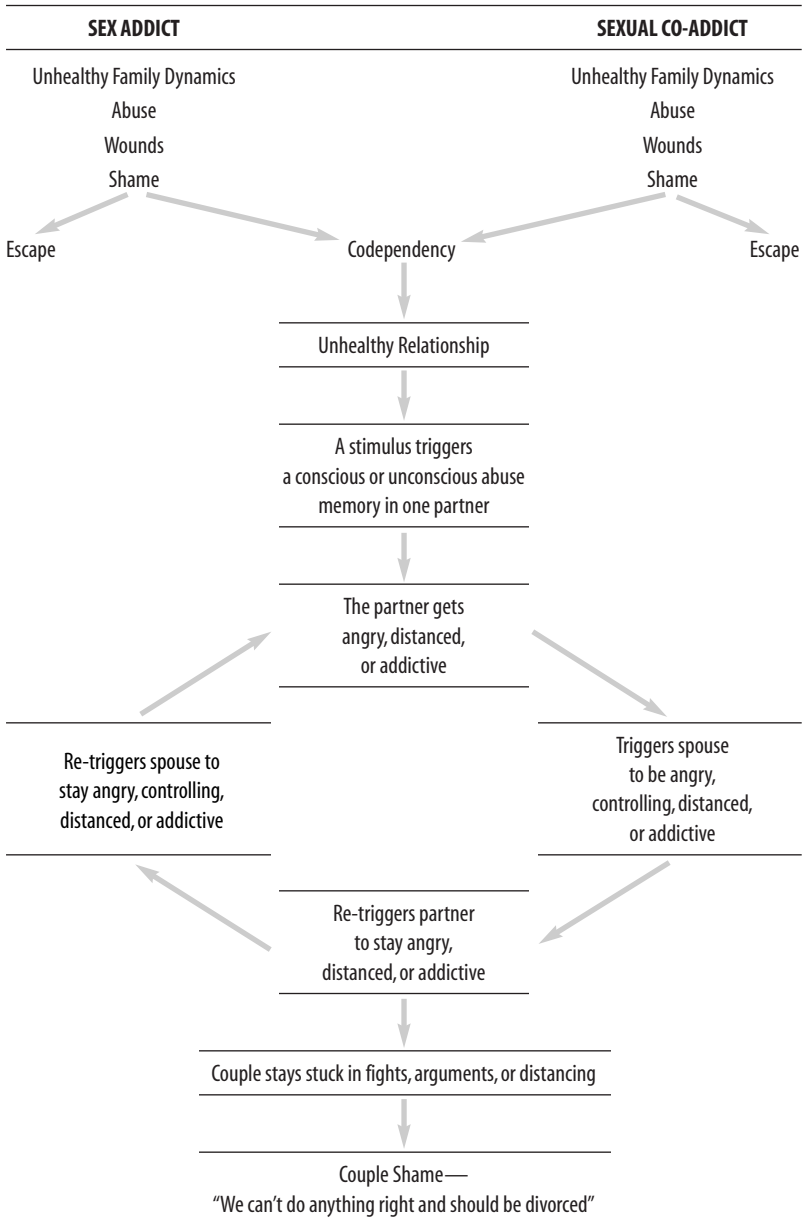 SEX ADDICT
SEXUAL CO-ADDICT
Unhealthy Family Dynamics
Abuse
Wounds
Shame
Unhealthy Family Dynamics
Abuse
Wounds
Shame
Escape
Codependency
Escape
Unhealthy Relationship
A stimulus triggers
a conscious or unconscious abuse
memory in one partner
The partner gets
angry, distanced,
or addictive
Re-triggers spouse to
stay angry, controlling,
distanced, or addictive
Triggers spouse
to be angry,
controlling, distanced,
or addictive
Re-triggers partner
to stay angry,
distanced, or addictive
Couple stays stuck in fights, arguments, or distancing
Couple Shame—
“We can't do anything right and should be divorced”